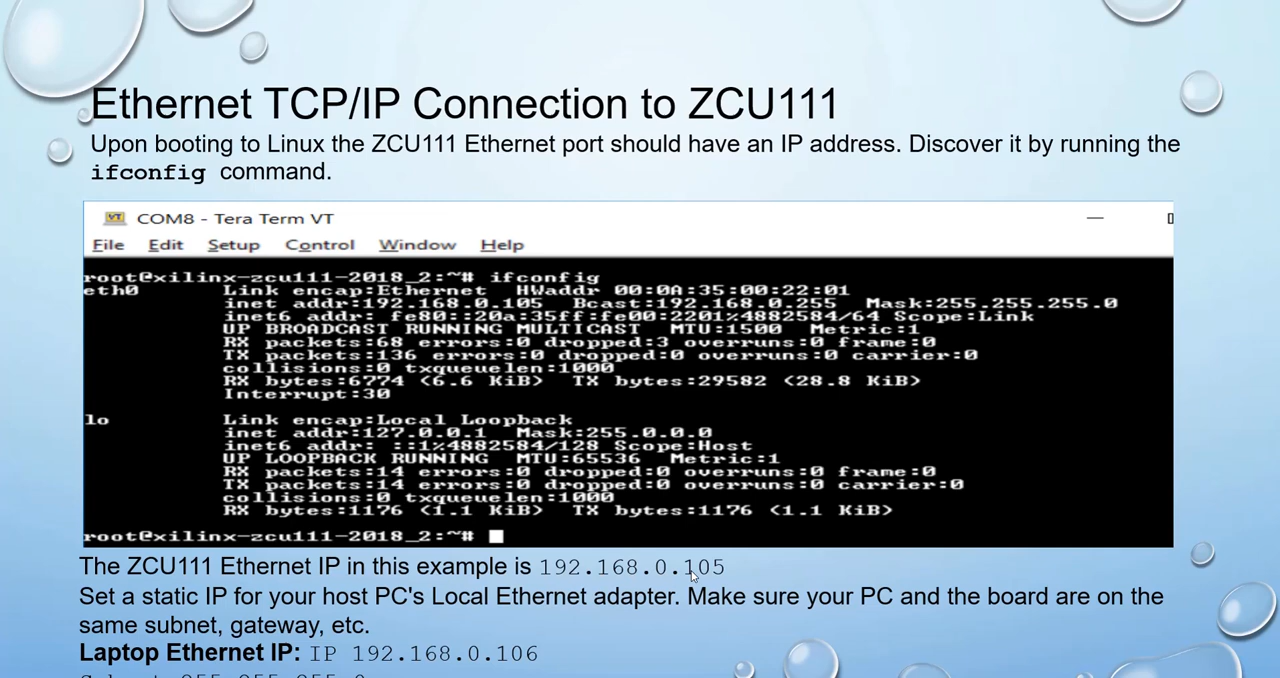 Ethernet TCP/IP Connection to ZCU111
Upon booting to Linux the ZCU111 Ethernet port should have an IP address. Discover it by running the
ifconfig command.
COM8 - Tera Term VT
File Edit Setup Control Window Help
root@xilinx-zcu111-2018_2:~# ifconfig
eth0 Link encap:Ethernet HWaddr 00:0A:35:00:22:01
inet addr:192.168.0.105 Bcast:192.168.0.255 Mask:255.255.255.0
inet6 addr: fe80::20a:35ff:fe00:2201%4882584/64 Scope:Link
UP BROADCAST RUNNING MULTICAST MTU:1500 Metric:1
RX packets:68 errors:0 dropped:3 overruns:0 frame:0
TX packets:136 errors:0 dropped:0 overruns:0 carrier:0
collisions:0 txqueuelen:1000
RX bytes:6774 (6.6 KiB) TX bytes:29582 (28.8 KiB)
Interrupt:30
lo Link encap:Local Loopback
inet addr:127.0.0.1 Mask:255.0.0.0
inet6 addr: ::1%4882584/128 Scope:Host
UP LOOPBACK RUNNING MTU:65536 Metric:1
RX packets:14 errors:0 dropped:0 overruns:0 frame:0
TX packets:14 errors:0 dropped:0 overruns:0 carrier:0
collisions:0 txqueuelen:1000
RX bytes:1176 (1.1 KiB) TX bytes:1176 (1.1 KiB)
root@xilinx-zcu111-2018_2:~#
The ZCU111 Ethernet IP in this example is 192.168.0.105
Set a static IP for your host PC's Local Ethernet adapter. Make sure your PC and the board are on the
same subnet, gateway, etc.
Laptop Ethernet IP: IP 192.168.0.106